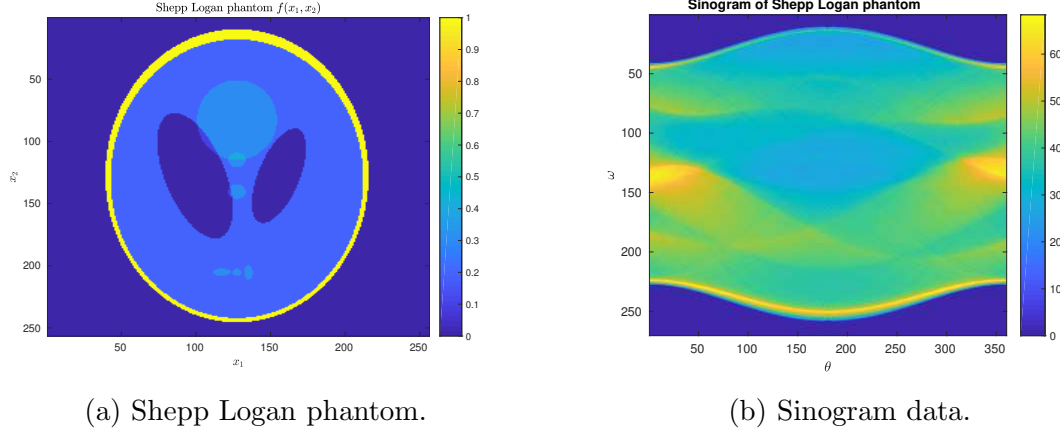 Shepp Logan phantom f(x₁, x₂)
50
100
150
200
250
x₂
50 100 150 200 250
x₁
1
0.9
0.8
0.7
0.6
0.5
0.4
0.3
0.2
0.1
0
(a) Shepp Logan phantom.
Sinogram of Shepp Logan phantom
50
100
150
200
250
ω
50 100 150 200 250 300 350
θ
60
50
40
30
20
10
0
(b) Sinogram data.